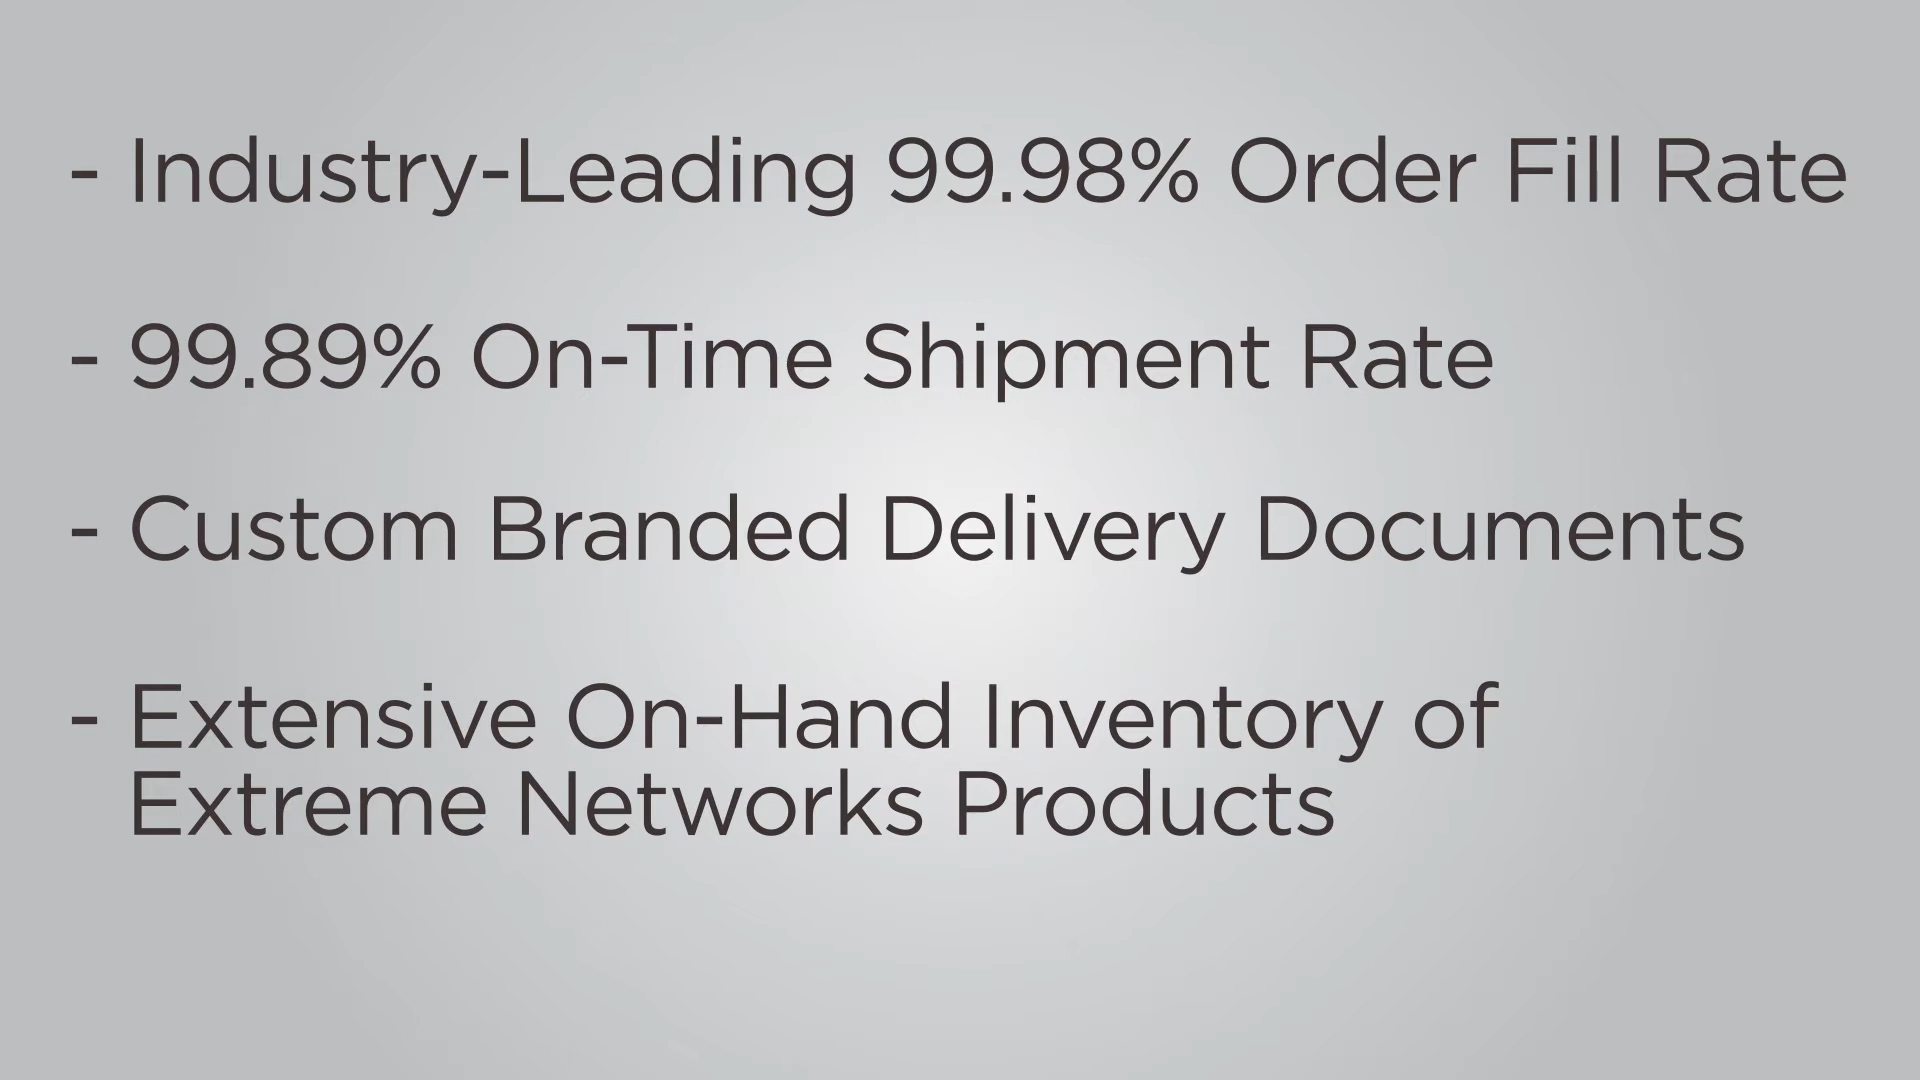 - Industry-Leading 99.98% Order Fill Rate
- 99.89% On-Time Shipment Rate
- Custom Branded Delivery Documents
- Extensive On-Hand Inventory of
Extreme Networks Products